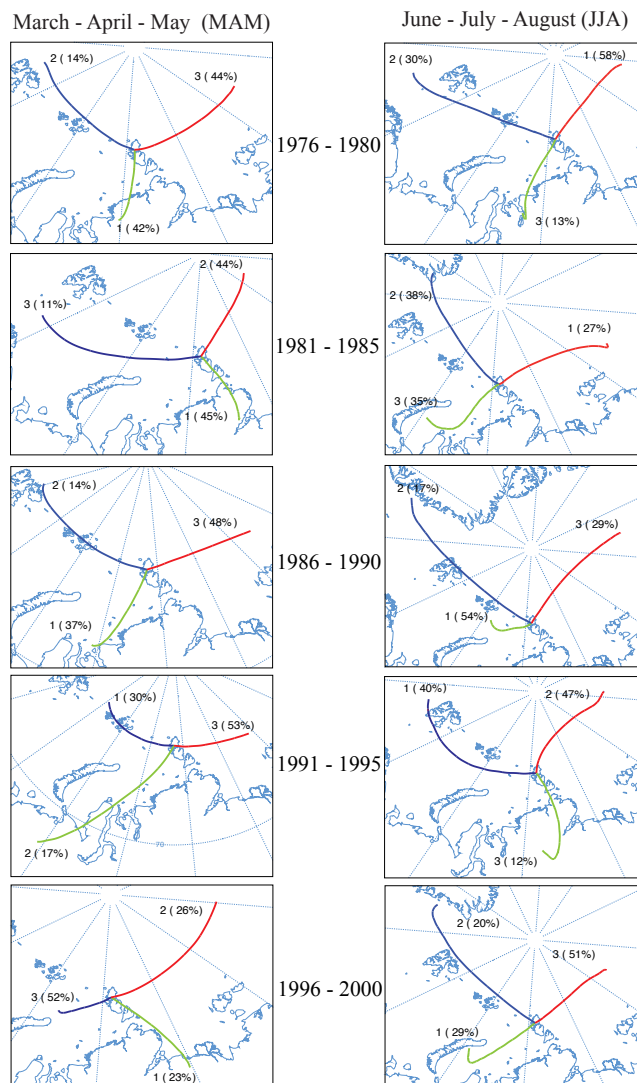 March - April - May (MAM)
June - July - August (JJA)
2 ( 14%)
3 ( 44%)
1 ( 42%)
1976 - 1980
2 ( 30%)
1 ( 58%)
3 ( 13%)
2 ( 44%)
3 ( 11%)
1 ( 45%)
1981 - 1985
2 ( 38%)
1 ( 27%)
3 ( 35%)
2 ( 14%)
3 ( 48%)
1 ( 37%)
1986 - 1990
2 ( 17%)
3 ( 29%)
1 ( 54%)
1 ( 30%)
3 ( 53%)
2 ( 17%)
70
1991 - 1995
1 ( 40%)
2 ( 47%)
3 ( 12%)
2 ( 26%)
3 ( 52%)
1 ( 23%)
1996 - 2000
2 ( 20%)
3 ( 51%)
1 ( 29%)